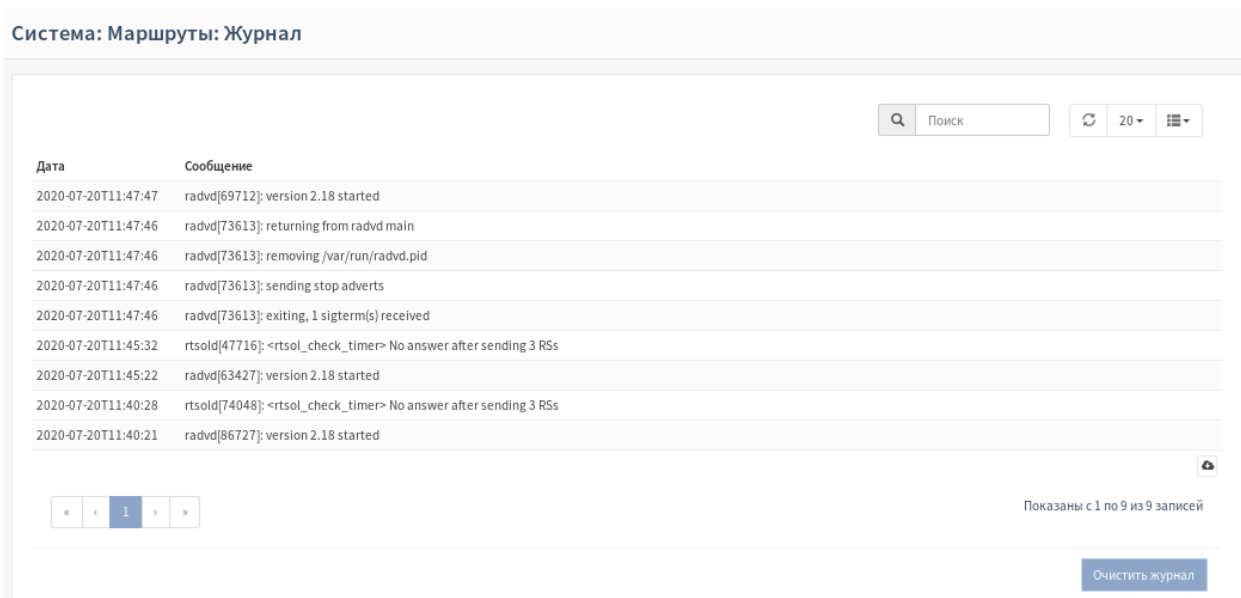 Система: Маршруты: Журнал
Поиск
20
Дата Сообщение
2020-07-20T11:47:47 radvd[69712]: version 2.18 started
2020-07-20T11:47:46 radvd[73613]: returning from radvd main
2020-07-20T11:47:46 radvd[73613]: removing /var/run/radvd.pid
2020-07-20T11:47:46 radvd[73613]: sending stop adverts
2020-07-20T11:47:46 radvd[73613]: exiting, 1 sigterm(s) received
2020-07-20T11:45:32 rtsold[47716]: <rtsol_check_timer> No answer after sending 3 RSs
2020-07-20T11:45:22 radvd[63427]: version 2.18 started
2020-07-20T11:40:28 rtsold[74048]: <rtsol_check_timer> No answer after sending 3 RSs
2020-07-20T11:40:21 radvd[86727]: version 2.18 started
« ‹ 1 › »
Показаны с 1 по 9 из 9 записей
Очистить журнал